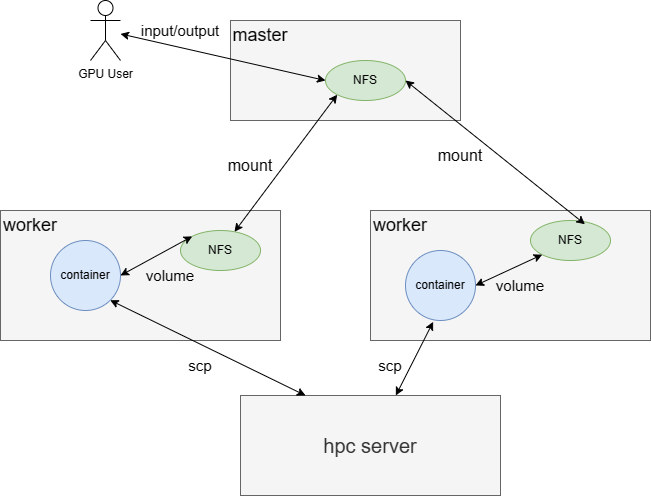 input/output
master
GPU User
NFS
mount
mount
worker
NFS
container
volume
worker
NFS
container
volume
scp
scp
hpc server